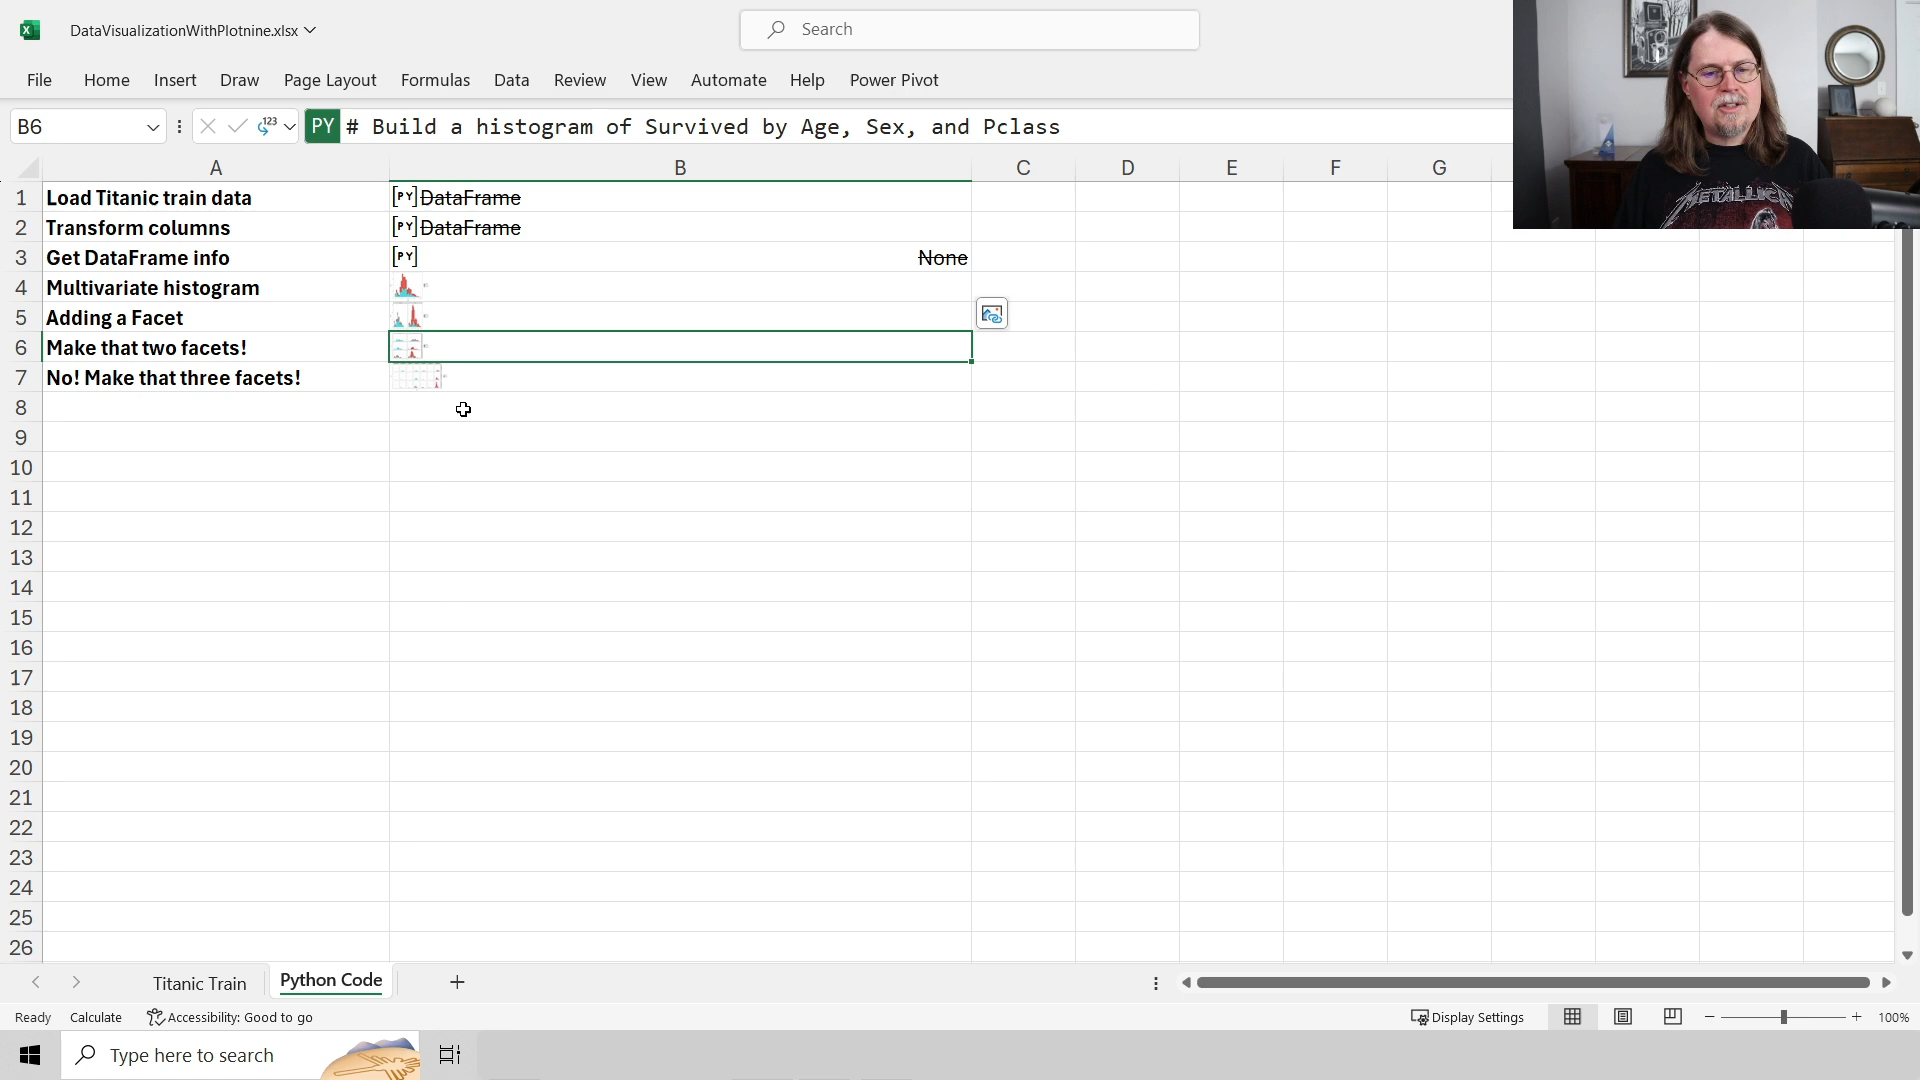 DataVisualizationWithPlotnine.xlsx
Search
File Home Insert Draw Page Layout Formulas Data Review View Automate Help Power Pivot
B6 123 PY # Build a histogram of Survived by Age, Sex, and Pclass
A B C D E F G
1 Load Titanic train data [PY] DataFrame
2 Transform columns [PY] DataFrame
3 Get DataFrame info [PY] None
4 Multivariate histogram
5 Adding a Facet
6 Make that two facets!
7 No! Make that three facets!
8
9
10
11
12
13
14
15
16
17
18
19
20
21
22
23
24
25
26
METALLICA
Titanic Train Python Code
Ready Calculate Accessibility: Good to go Display Settings 100%
Type here to search